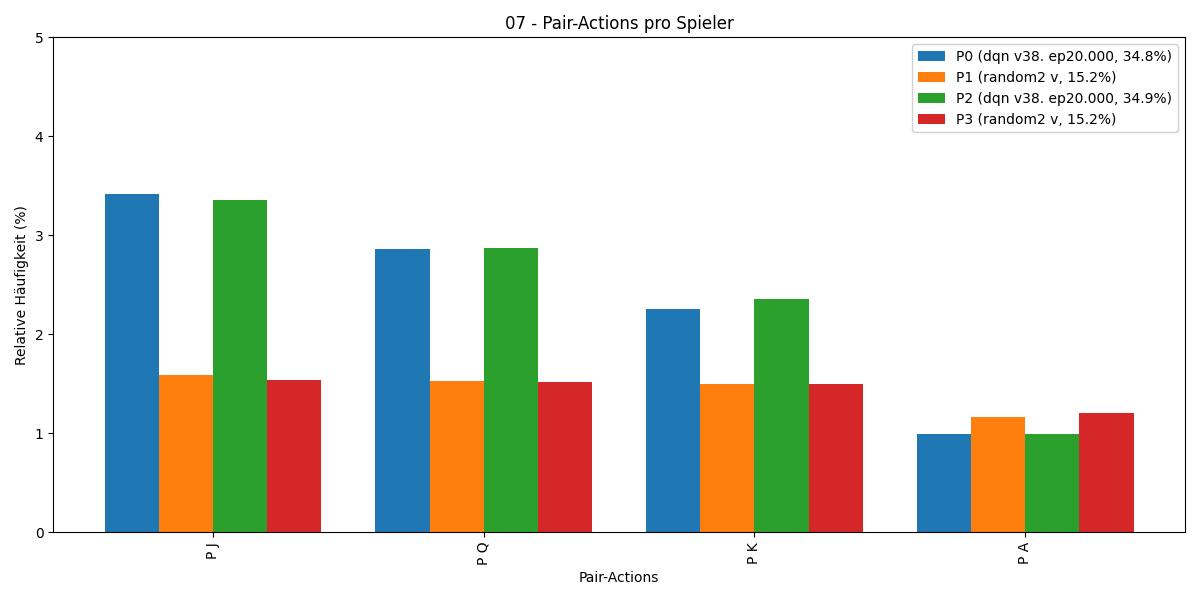 07 - Pair-Actions pro Spieler
P0 (dqn v38. ep20.000, 34.8%)
P1 (random2 v, 15.2%)
P2 (dqn v38. ep20.000, 34.9%)
P3 (random2 v, 15.2%)
Relative Häufigkeit (%)
5
4
3
2
1
0
P J
P Q
P K
P A
Pair-Actions